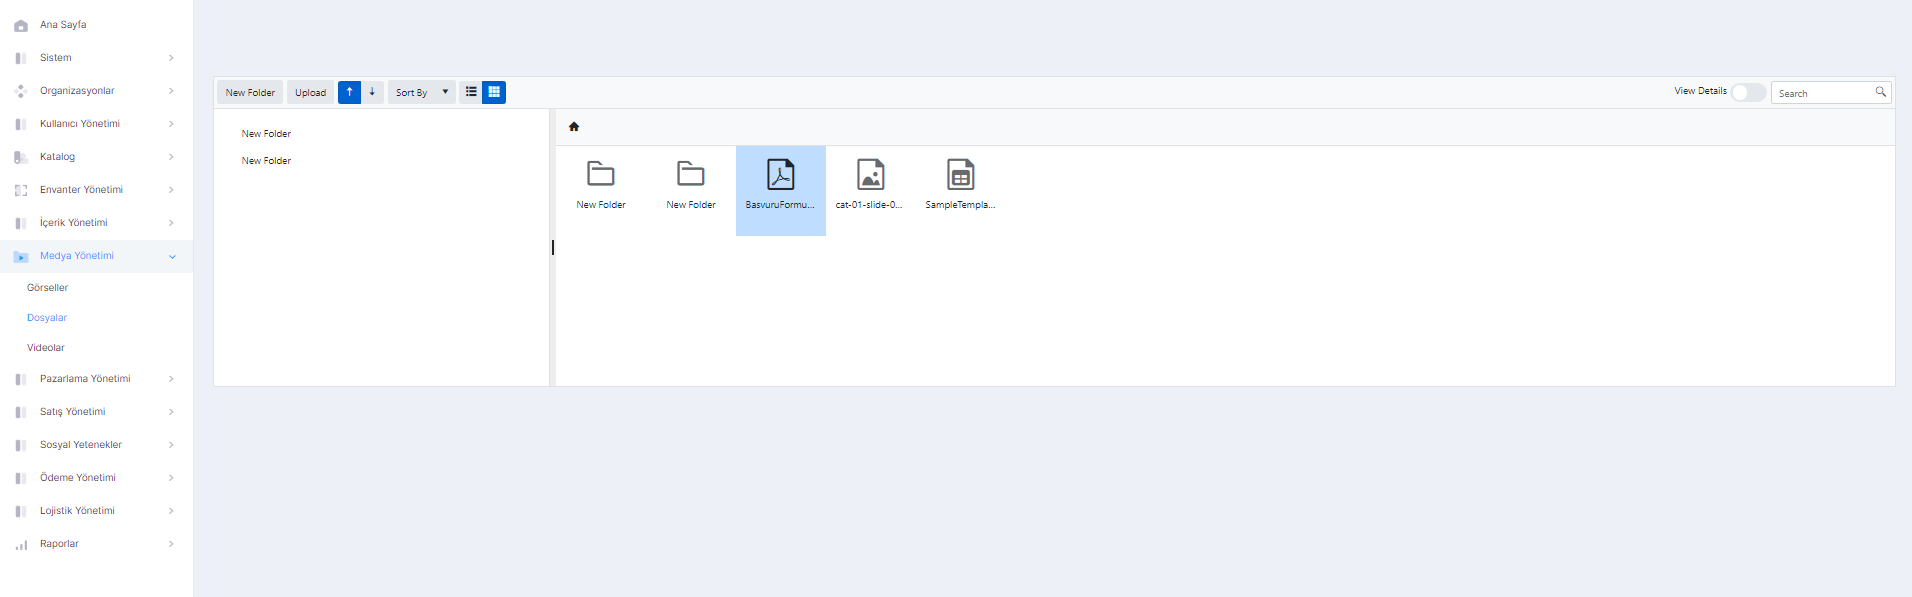 Ana Sayfa
Sistem
Organizasyonlar
Kullanıcı Yönetimi
Katalog
Envanter Yönetimi
İçerik Yönetimi
Medya Yönetimi
Görseller
Dosyalar
Videolar
Pazarlama Yönetimi
Satış Yönetimi
Sosyal Yetenekler
Ödeme Yönetimi
Lojistik Yönetimi
Raporlar
New Folder Upload Sort By View Details Search
New Folder
New Folder
New Folder New Folder BasvuruFormu... cat-01-slide-0... SampleTempla...